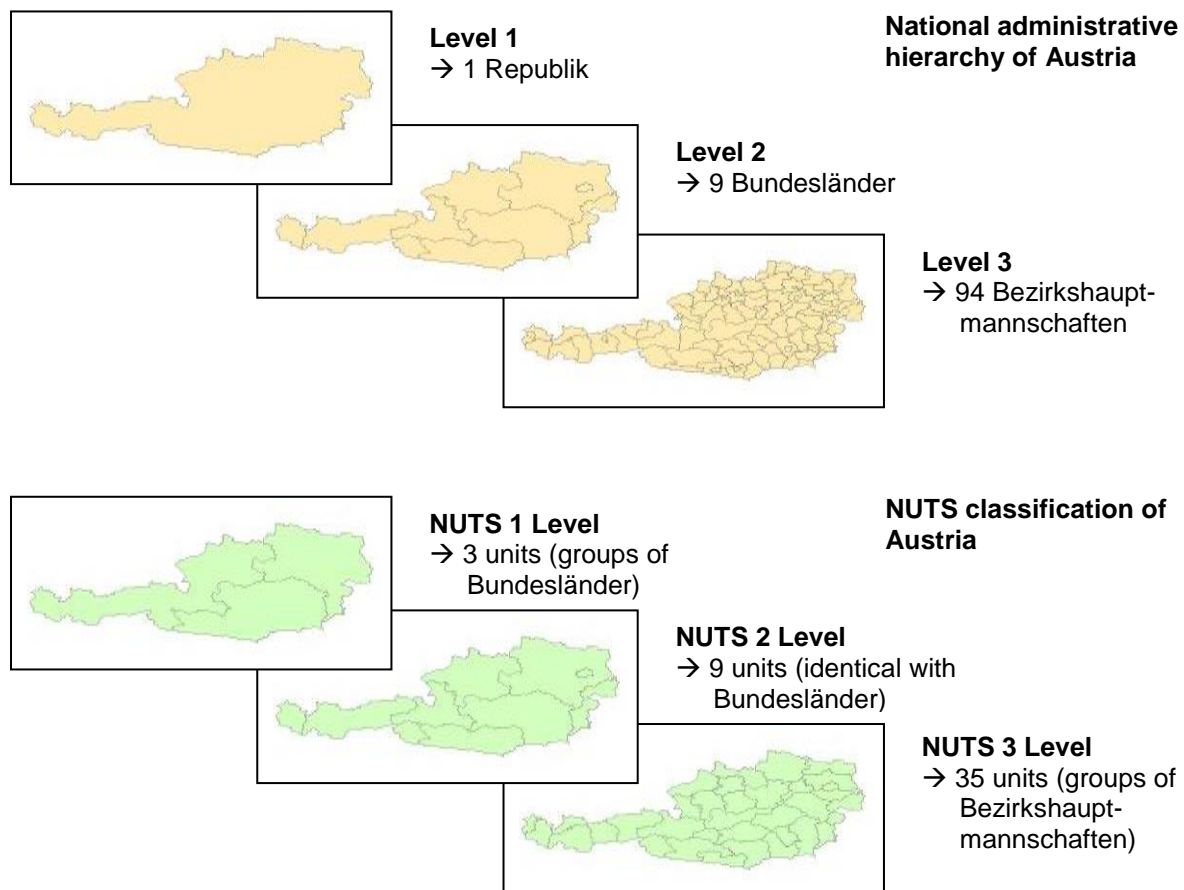 National administrative
hierarchy of Austria
Level 1
→ 1 Republik
Level 2
→ 9 Bundesländer
Level 3
→ 94 Bezirkshaupt-
mannschaften
NUTS classification of
Austria
NUTS 1 Level
→ 3 units (groups of
Bundesländer)
NUTS 2 Level
→ 9 units (identical with
Bundesländer)
NUTS 3 Level
→ 35 units (groups of
Bezirkshaupt-
mannschaften)